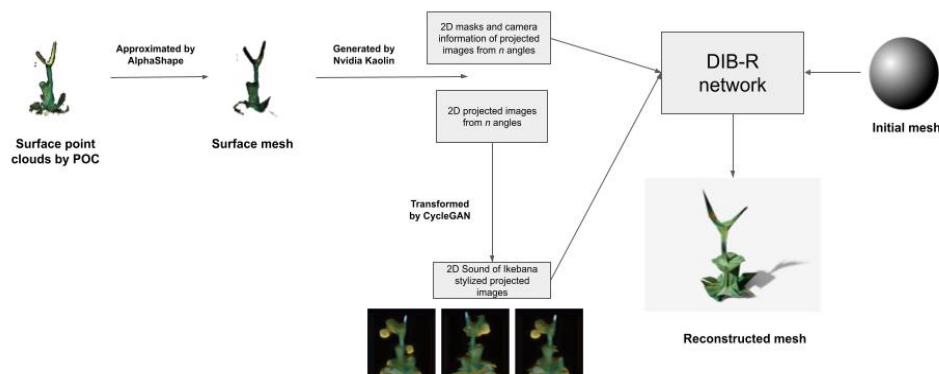 Approximated by
AlphaShape
Surface point
clouds by POC
Surface mesh
Generated by
Nvidia Kaolin
2D masks and camera
information of projected
images from n angles
2D projected images
from n angles
Transformed
by CycleGAN
2D Sound of Ikebana
stylized projected
images
DIB-R
network
Initial mesh
Reconstructed mesh